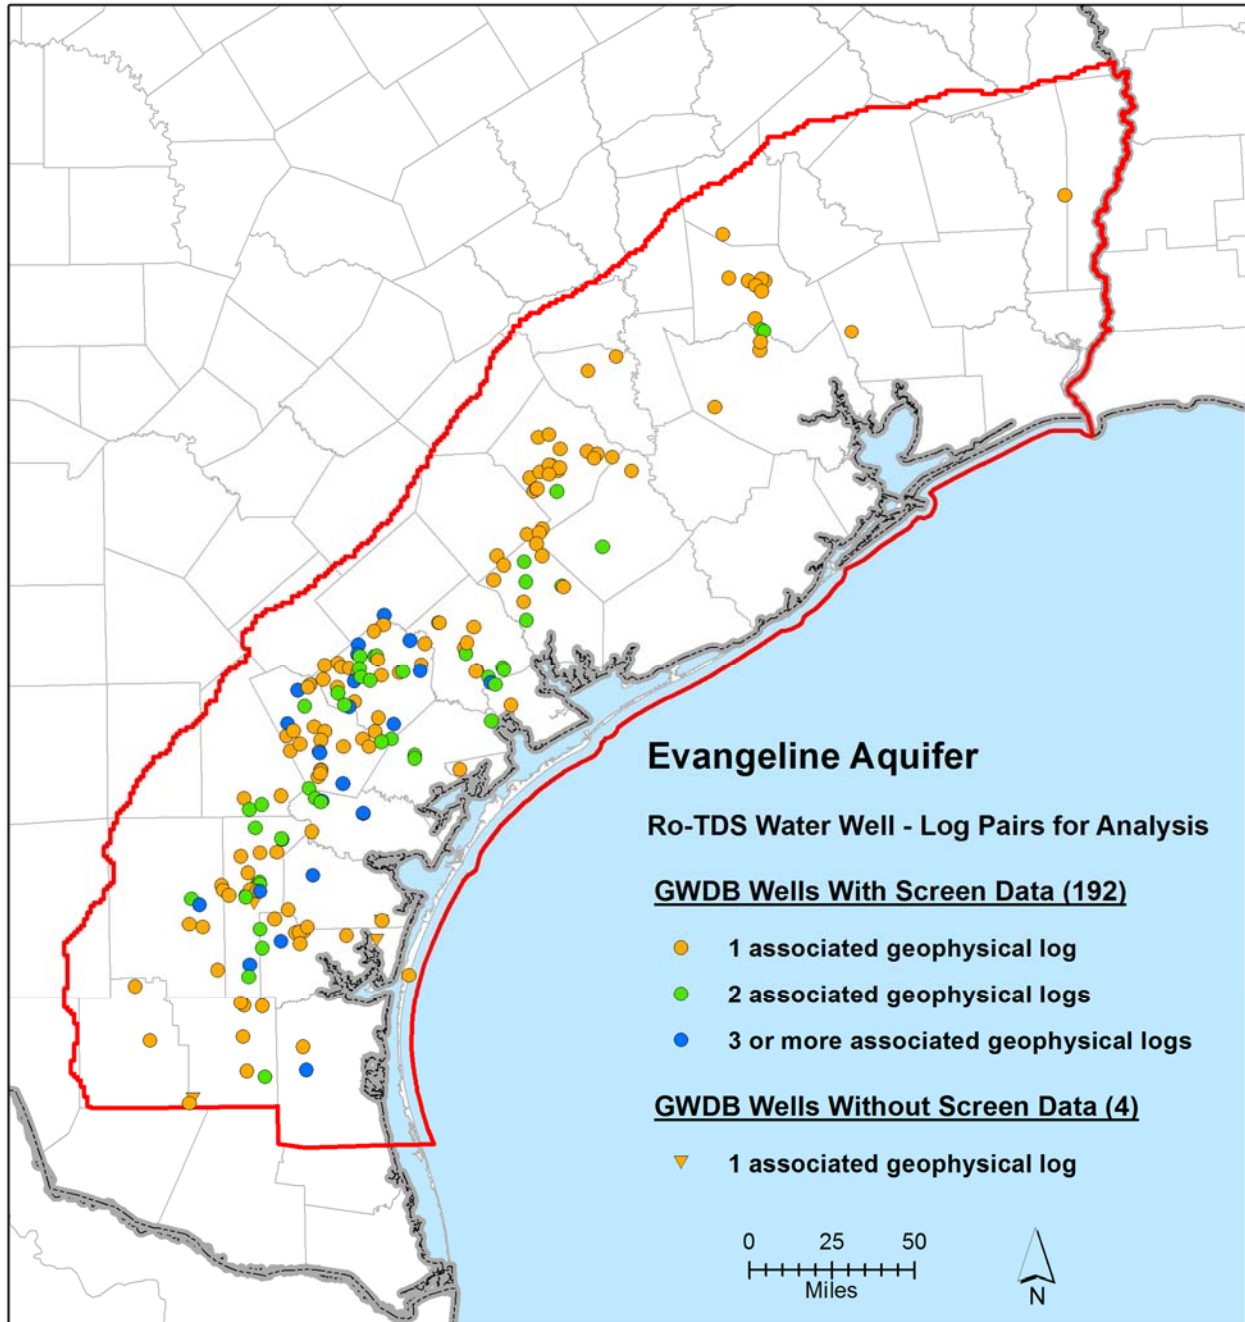 Evangeline Aquifer
Ro-TDS Water Well - Log Pairs for Analysis
GWDB Wells With Screen Data (192)
1 associated geophysical log
2 associated geophysical logs
3 or more associated geophysical logs
GWDB Wells Without Screen Data (4)
1 associated geophysical log
0 25 50
Miles
N